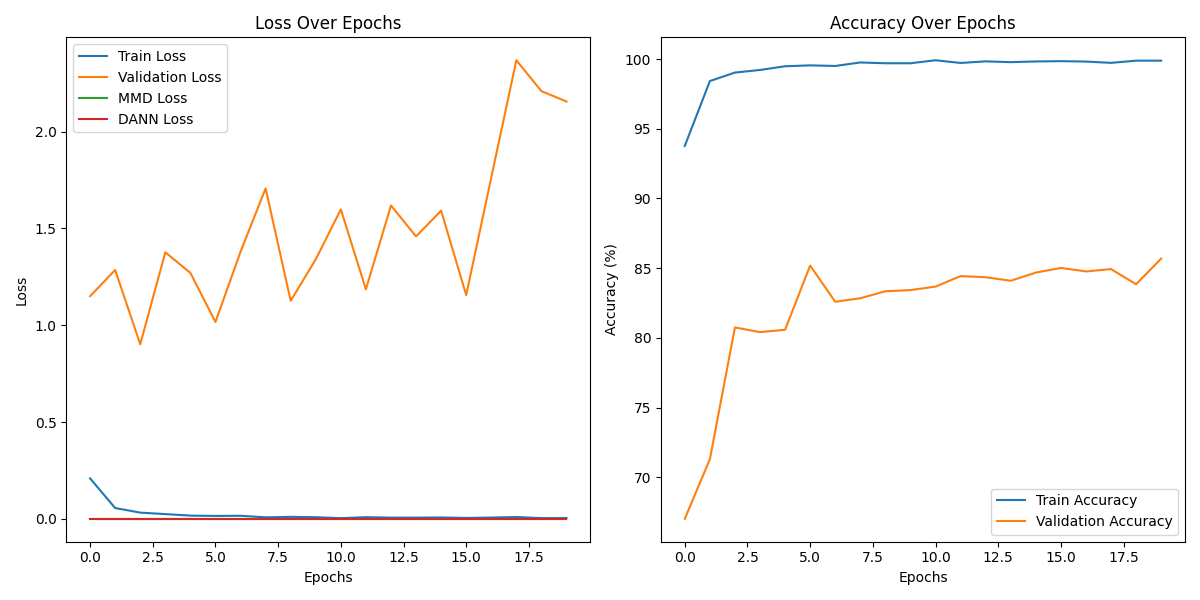 Loss Over Epochs
Train Loss
Validation Loss
MMD Loss
DANN Loss
2.0
1.5
1.0
0.5
0.0
Loss
0.0 2.5 5.0 7.5 10.0 12.5 15.0 17.5
Epochs
Accuracy Over Epochs
100
95
90
85
80
75
70
Accuracy (%)
Train Accuracy
Validation Accuracy
0.0 2.5 5.0 7.5 10.0 12.5 15.0 17.5
Epochs